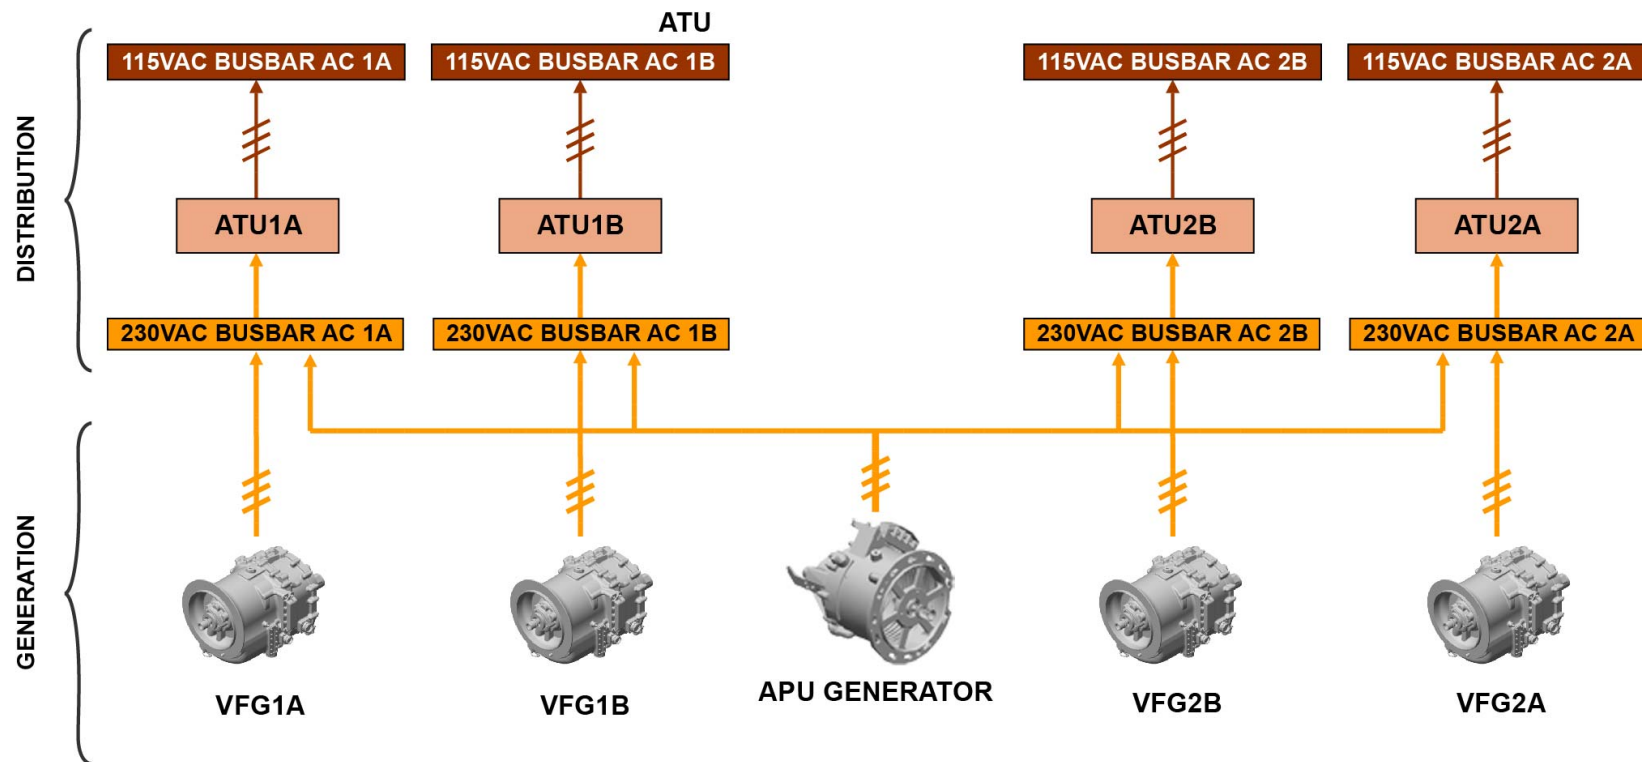 ATU
115VAC BUSBAR AC 1A
115VAC BUSBAR AC 1B
115VAC BUSBAR AC 2B
115VAC BUSBAR AC 2A
DISTRIBUTION
ATU1A
ATU1B
ATU2B
ATU2A
230VAC BUSBAR AC 1A
230VAC BUSBAR AC 1B
230VAC BUSBAR AC 2B
230VAC BUSBAR AC 2A
GENERATION
VFG1A
VFG1B
APU GENERATOR
VFG2B
VFG2A